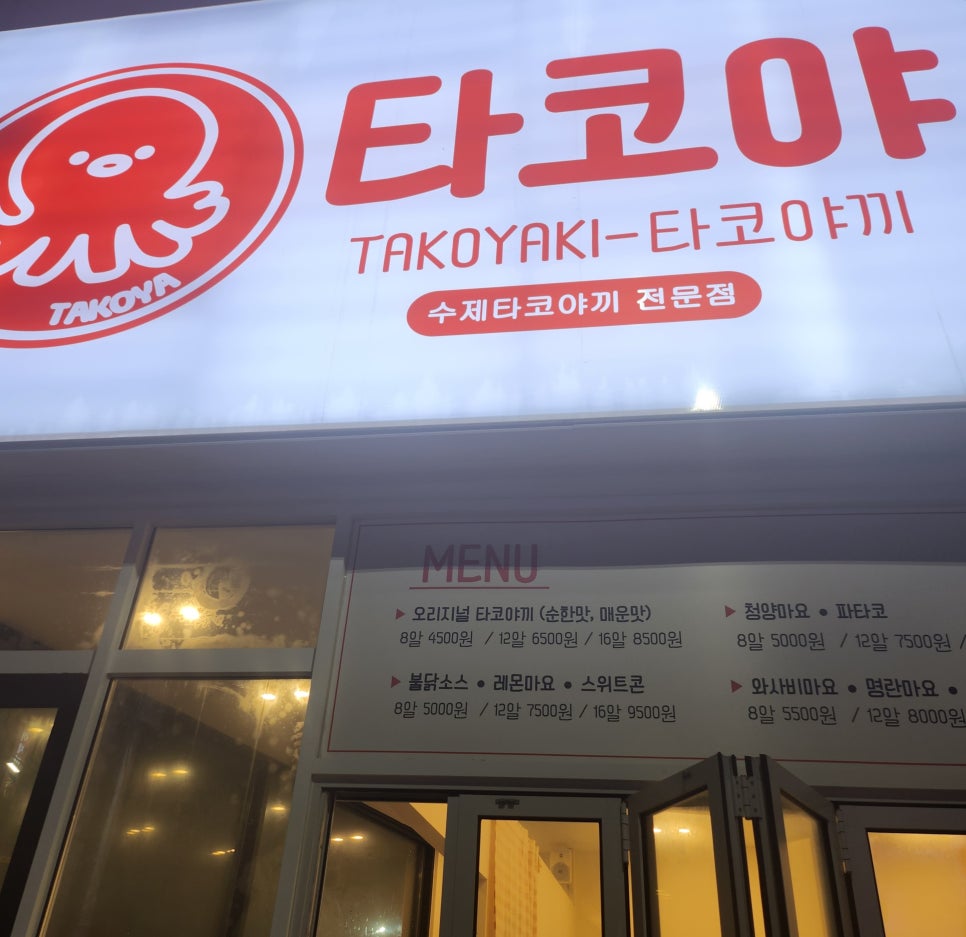 타코야
TAKOYA
TAKOYAKI-타코야끼
수제타코야끼 전문점
MENU
▶ 오리지널 타코야끼 (순한맛, 매운맛)
8알 4500원 / 12알 6500원 / 16알 8500원
▶ 불닭소스 • 레몬마요 • 스위트콘
8알 5000원 / 12알 7500원 / 16알 9500원
▶ 청양마요 • 파타코
8알 5000원 / 12알 7500원 /
▶ 와사비마요 • 명란마요 •
8알 5500원 / 12알 8000원